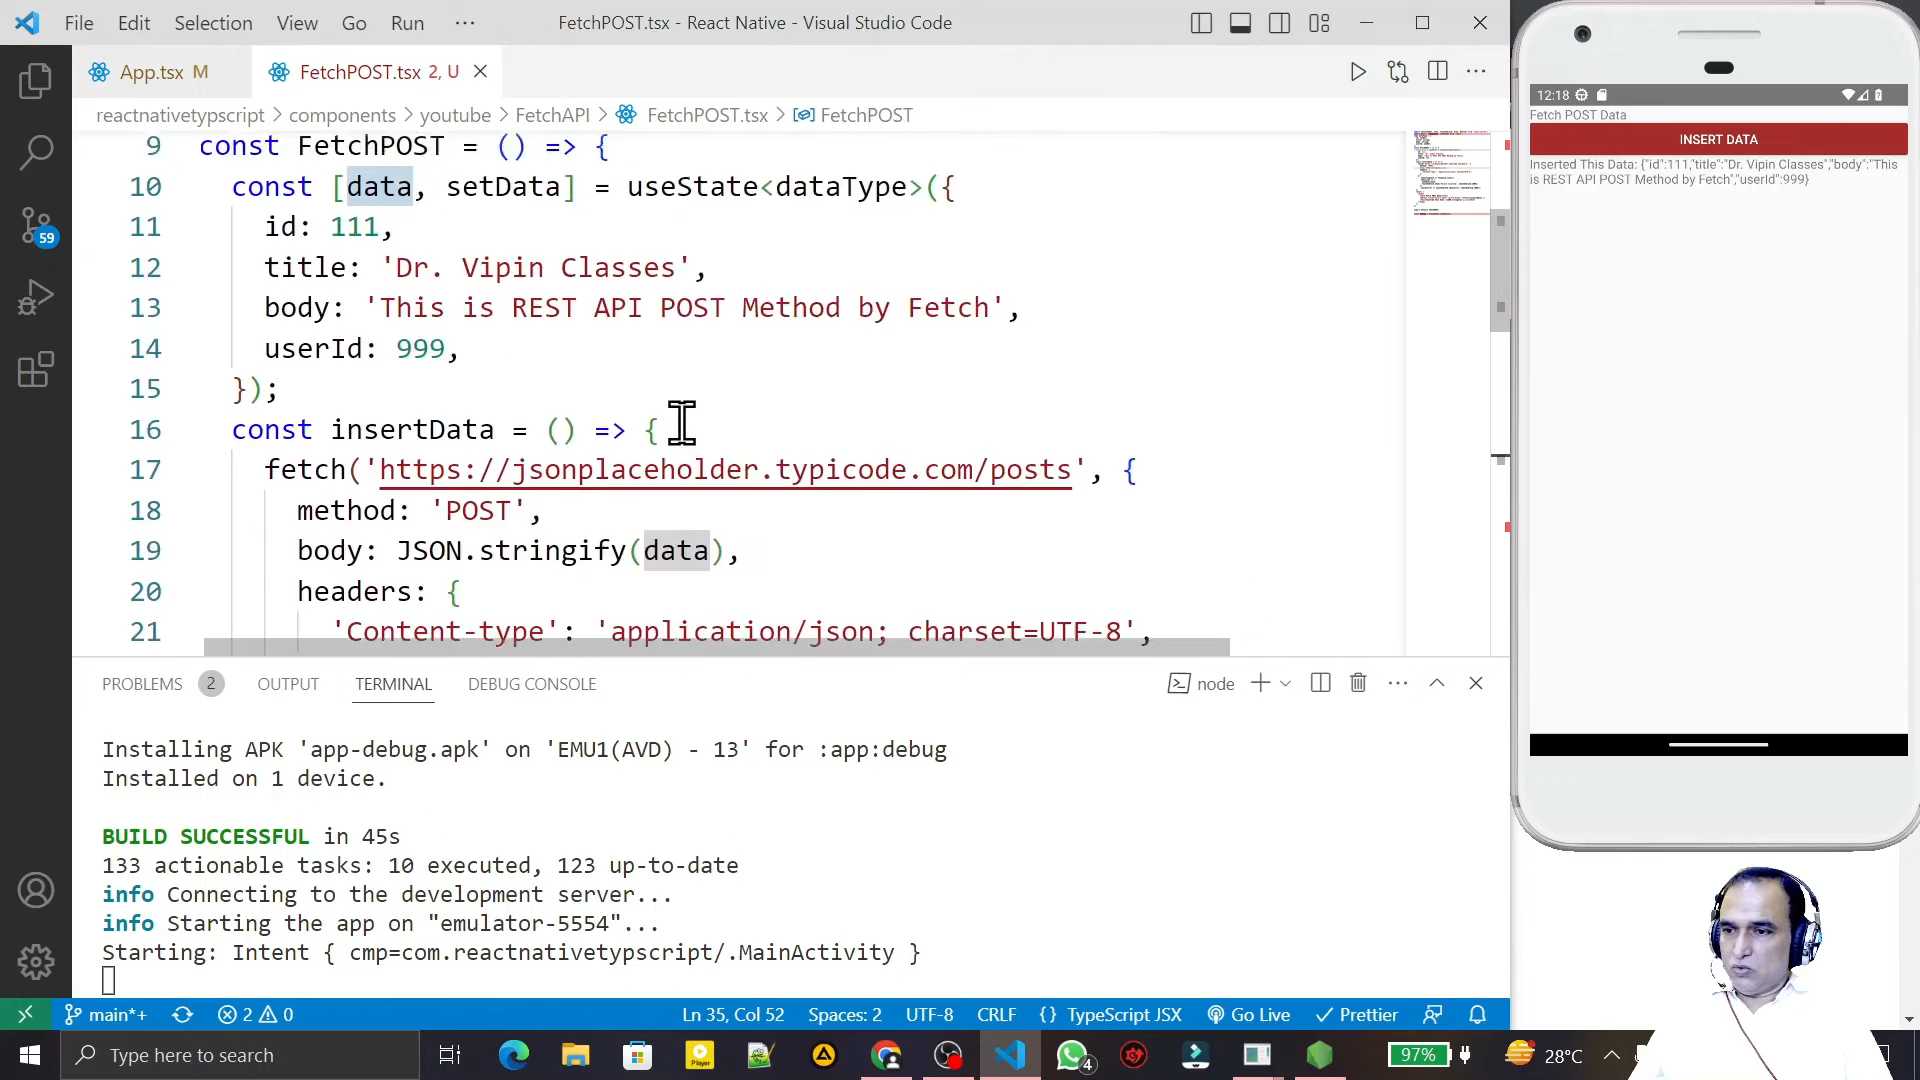 File Edit Selection View Go Run ··· FetchPOST.tsx - React Native - Visual Studio Code
App.tsx M FetchPOST.tsx 2, U
reactnativetypscript > components > youtube > FetchAPI > FetchPOST.tsx > FetchPOST
9 const FetchPOST = () => {
10 const [data, setData] = useState<dataType>({
11 id: 111,
12 title: 'Dr. Vipin Classes',
13 body: 'This is REST API POST Method by Fetch',
14 userId: 999,
15 });
16 const insertData = () => {
17 fetch('https://jsonplaceholder.typicode.com/posts', {
18 method: 'POST',
19 body: JSON.stringify(data),
20 headers: {
21 'Content-type': 'application/json; charset=UTF-8',
59
PROBLEMS 2 OUTPUT TERMINAL DEBUG CONSOLE node
Installing APK 'app-debug.apk' on 'EMU1(AVD) - 13' for :app:debug
Installed on 1 device.
BUILD SUCCESSFUL in 45s
133 actionable tasks: 10 executed, 123 up-to-date
info Connecting to the development server...
info Starting the app on "emulator-5554"...
Starting: Intent { cmp=com.reactnativetypscript/.MainActivity }
main*+ 2 0 Ln 35, Col 52 Spaces: 2 UTF-8 CRLF {} TypeScript JSX Go Live Prettier
Type here to search Player 4 97% 28°C
12:18
Fetch POST Data
INSERT DATA
Inserted This Data: {"id":111,"title":"Dr. Vipin Classes","body":"This
is REST API POST Method by Fetch","userId":999}